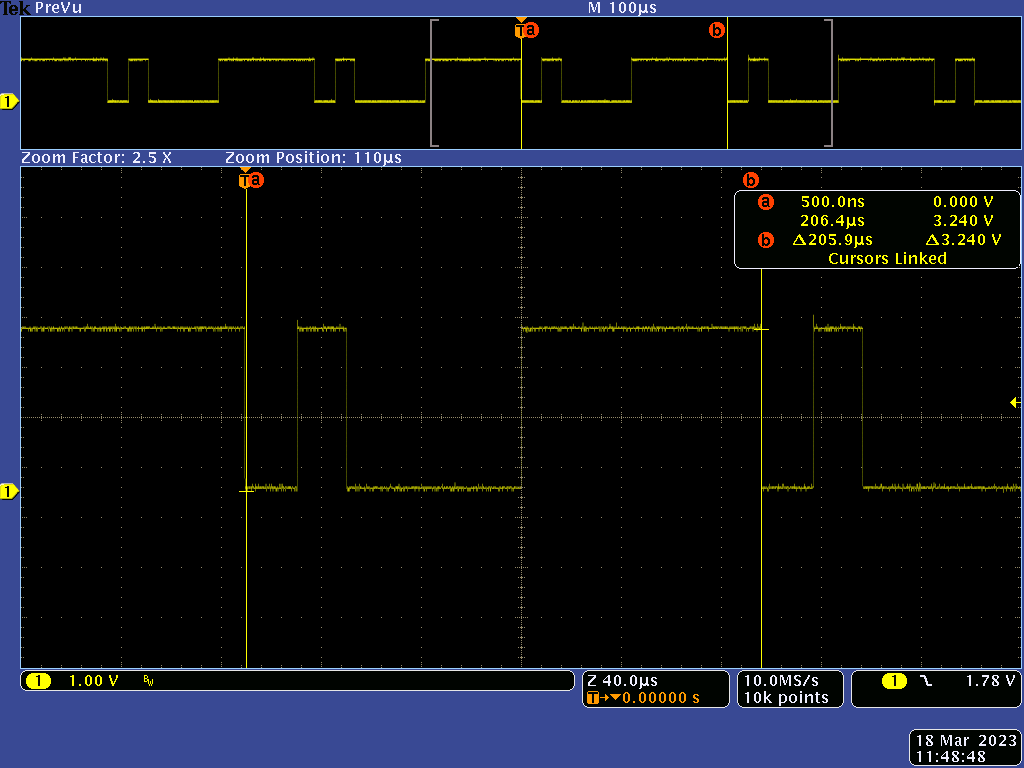 Tek PreVu M 100µs
T a b
1
Zoom Factor: 2.5 X Zoom Position: 110µs
T a b
a 500.0ns 0.000 V
206.4µs 3.240 V
b Δ205.9µs Δ3.240 V
Cursors Linked
1
1 1.00 V BW
Z 40.0µs
T→▼0.00000 s
10.0MS/s
10k points
1 1.78 V
18 Mar 2023
11:48:48